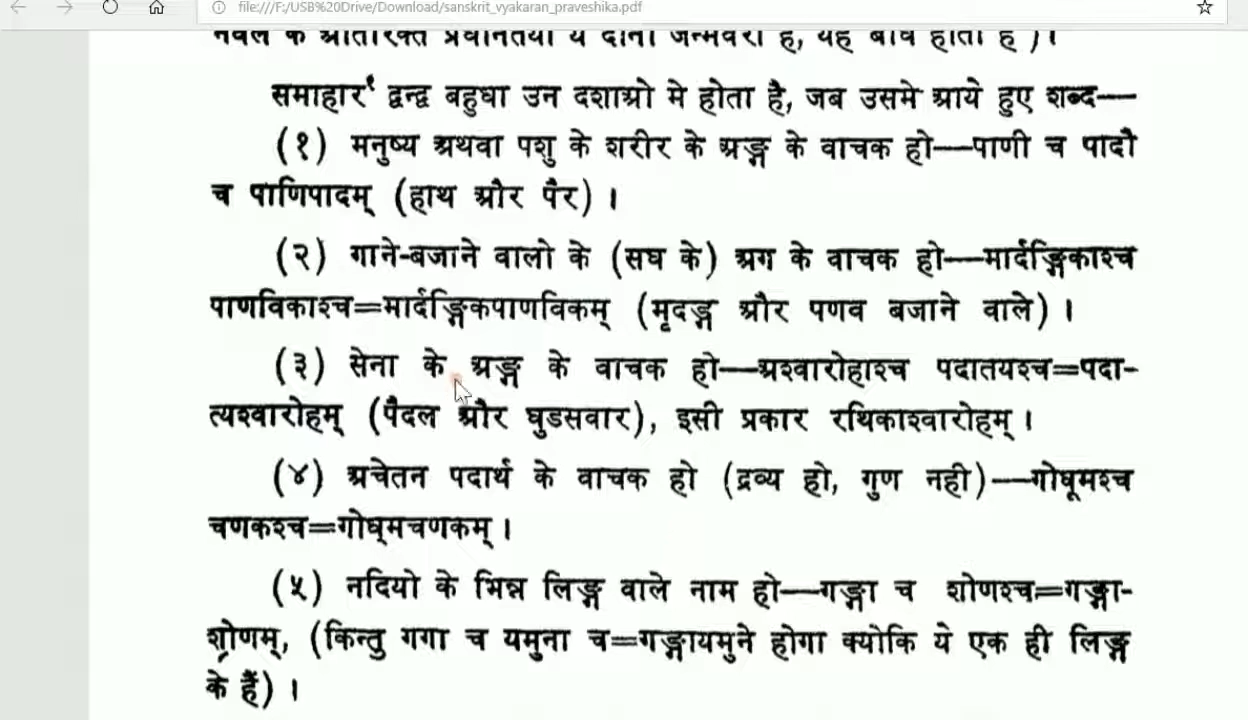 file:///F:/USB%20Drive/Download/sanskrit_vyakaran_praveshika.pdf
समाहार१ द्वन्द्व बहुधा उन दशाओ मे होता है, जब उसमे आये हुए शब्द—
(१) मनुष्य अथवा पशु के शरीर के अङ्ग के वाचक हो—पाणी च पादौ
च पाणिपादम् (हाथ और पैर) ।
(२) गाने-बजाने वालो के (सघ के) अग के वाचक हो—मार्दङ्गिकाश्च
पाणविकाश्च=मार्दङ्गिकपाणविकम् (मृदङ्ग और पणव बजाने वाले) ।
(३) सेना के अङ्ग के वाचक हो—अश्वारोहाश्च पदातयश्च=पदा-
त्यश्वारोहम् (पैदल और घुडसवार), इसी प्रकार रथिकाश्वारोहम् ।
(४) अचेतन पदार्थ के वाचक हो (द्रव्य हो, गुण नही)—गोधूमश्च
चणकश्च=गोधूमचणकम् ।
(५) नदियो के भिन्न लिङ्ग वाले नाम हो—गङ्गा च शोणश्च=गङ्गा-
शोणम्, (किन्तु गगा च यमुना च=गङ्गायमुने होगा क्योकि ये एक ही लिङ्ग
के हैं) ।